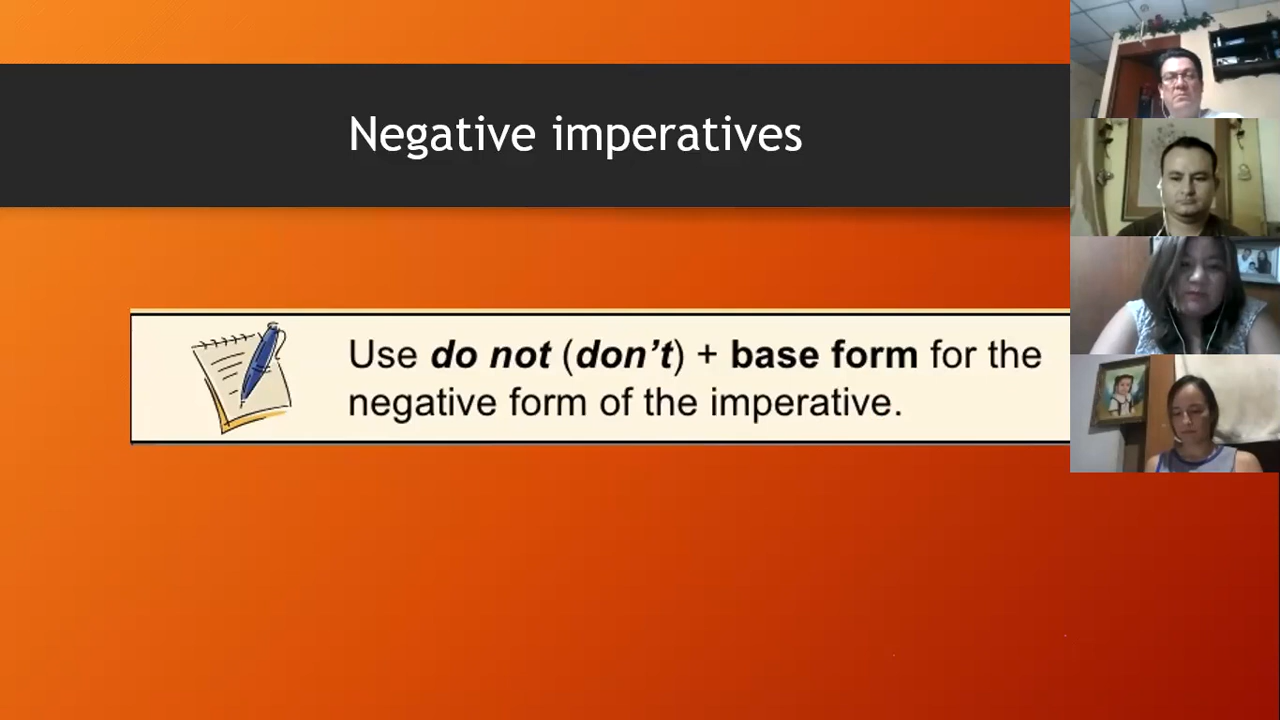 Negative imperatives
Use do not (don't) + base form for the
negative form of the imperative.